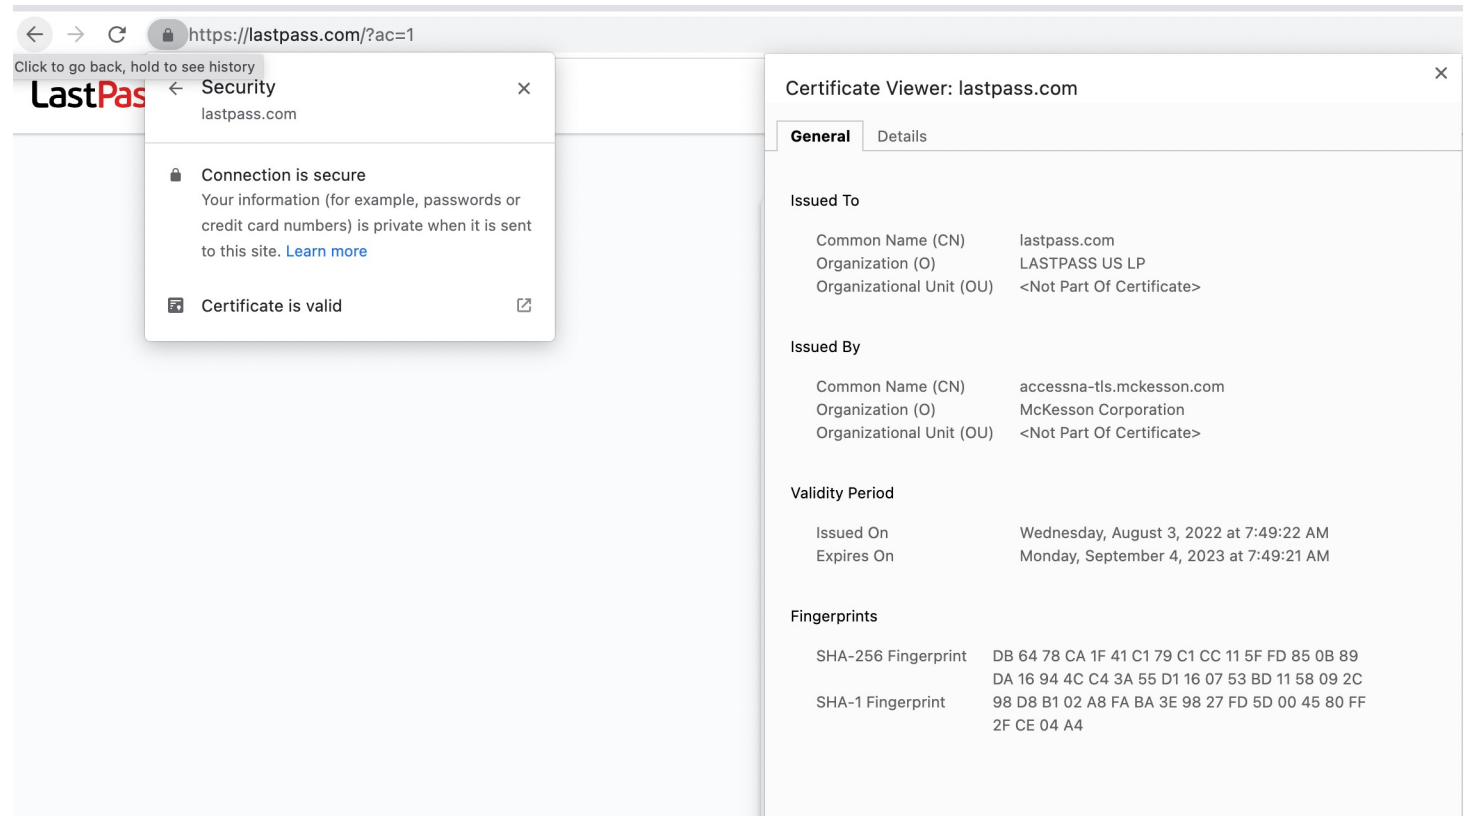 https://lastpass.com/?ac=1
Click to go back, hold to see history
LastPas
Security
lastpass.com
Connection is secure
Your information (for example, passwords or
credit card numbers) is private when it is sent
to this site. Learn more
Certificate is valid
Certificate Viewer: lastpass.com
General Details
Issued To
Common Name (CN) lastpass.com
Organization (O) LASTPASS US LP
Organizational Unit (OU) <Not Part Of Certificate>
Issued By
Common Name (CN) accessna-tls.mckesson.com
Organization (O) McKesson Corporation
Organizational Unit (OU) <Not Part Of Certificate>
Validity Period
Issued On Wednesday, August 3, 2022 at 7:49:22 AM
Expires On Monday, September 4, 2023 at 7:49:21 AM
Fingerprints
SHA-256 Fingerprint DB 64 78 CA 1F 41 C1 79 C1 CC 11 5F FD 85 0B 89
DA 16 94 4C C4 3A 55 D1 16 07 53 BD 11 58 09 2C
SHA-1 Fingerprint 98 D8 B1 02 A8 FA BA 3E 98 27 FD 5D 00 45 80 FF
2F CE 04 A4